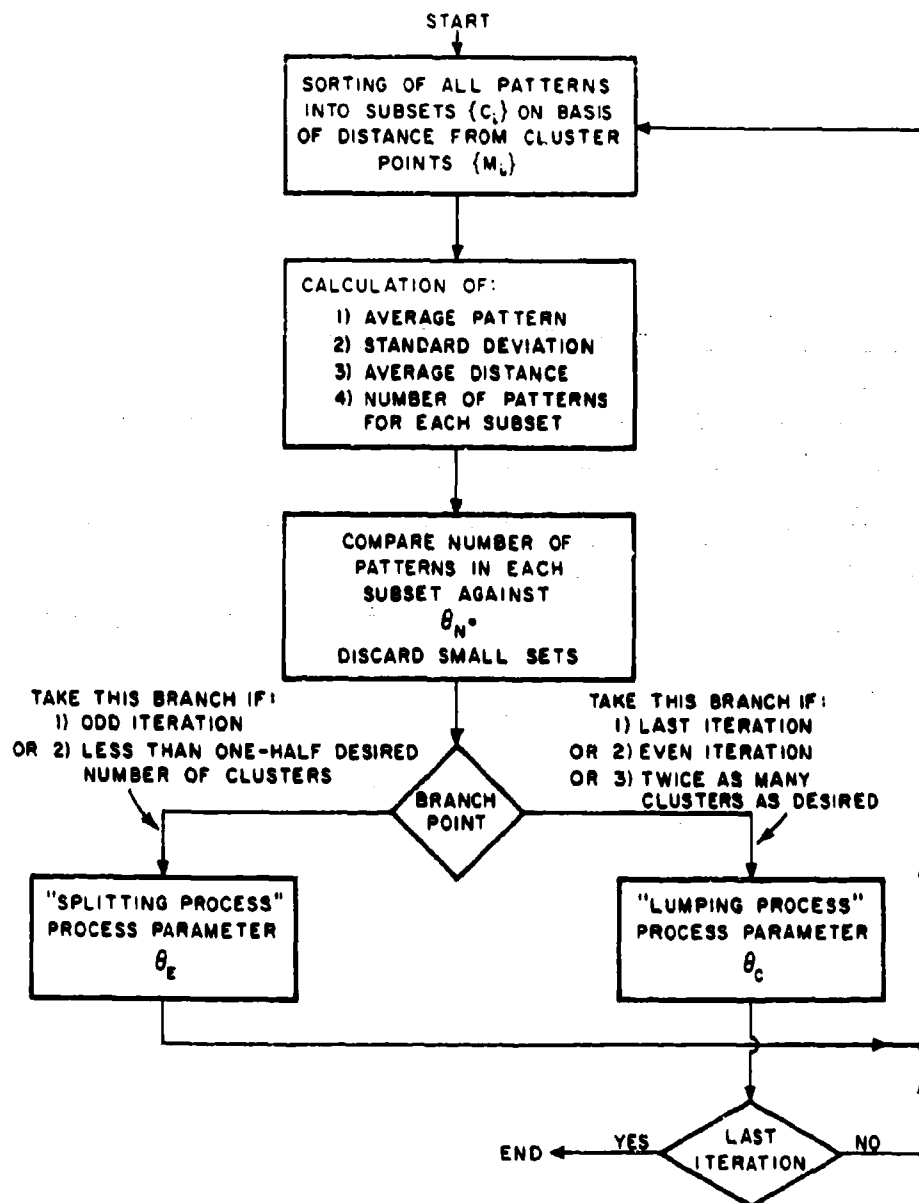 START
SORTING OF ALL PATTERNS
INTO SUBSETS {Cᵢ} ON BASIS
OF DISTANCE FROM CLUSTER
POINTS {Mᵢ}
CALCULATION OF:
1) AVERAGE PATTERN
2) STANDARD DEVIATION
3) AVERAGE DISTANCE
4) NUMBER OF PATTERNS
FOR EACH SUBSET
COMPARE NUMBER OF
PATTERNS IN EACH
SUBSET AGAINST
θ_N.
DISCARD SMALL SETS
TAKE THIS BRANCH IF:
1) ODD ITERATION
OR 2) LESS THAN ONE-HALF DESIRED
NUMBER OF CLUSTERS
TAKE THIS BRANCH IF:
1) LAST ITERATION
OR 2) EVEN ITERATION
OR 3) TWICE AS MANY
CLUSTERS AS DESIRED
BRANCH
POINT
"SPLITTING PROCESS"
PROCESS PARAMETER
θ_E
"LUMPING PROCESS"
PROCESS PARAMETER
θ_C
END
YES
LAST
ITERATION
NO